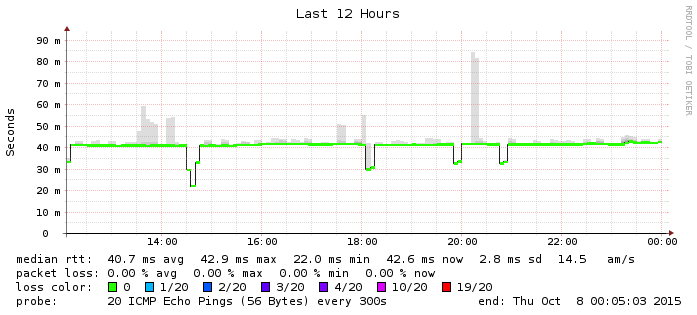 Last 12 Hours
RRDTOOL / TOBI OETIKER
Seconds
90 m
80 m
70 m
60 m
50 m
40 m
30 m
20 m
10 m
0
14:00 16:00 18:00 20:00 22:00 00:00
median rtt: 40.7 ms avg 42.9 ms max 22.0 ms min 42.6 ms now 2.8 ms sd 14.5 am/s
packet loss: 0.00 % avg 0.00 % max 0.00 % min 0.00 % now
loss color: 0 1/20 2/20 3/20 4/20 10/20 19/20
probe: 20 ICMP Echo Pings (56 Bytes) every 300s end: Thu Oct 8 00:05:03 2015